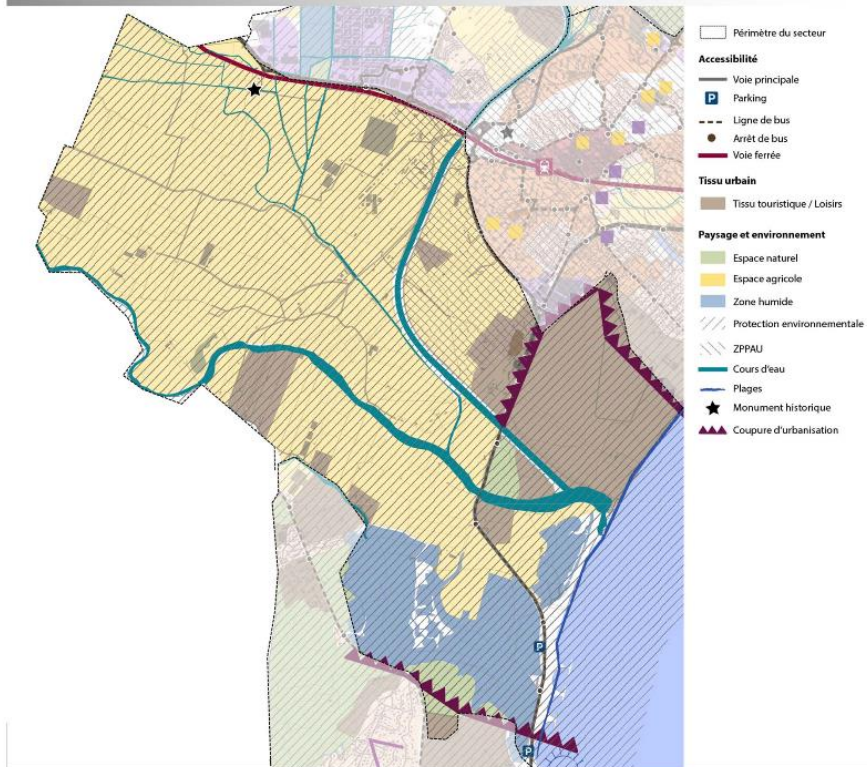 Périmètre du secteur
Accessibilité
Voie principale
P Parking
Ligne de bus
Arrêt de bus
Voie ferrée
Tissu urbain
Tissu touristique / Loisirs
Paysage et environnement
Espace naturel
Espace agricole
Zone humide
Protection environnementale
ZPPAU
Cours d'eau
Plages
Monument historique
Coupure d'urbanisation
P
P